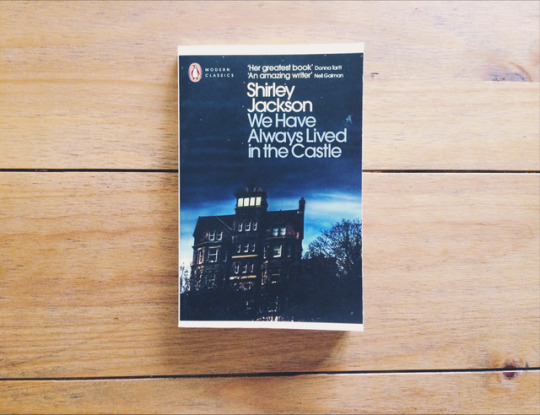 MODERN
CLASSICS
'Her greatest book' Donna Tartt
'An amazing writer' Neil Gaiman
Shirley
Jackson
We Have
Always Lived
in the Castle